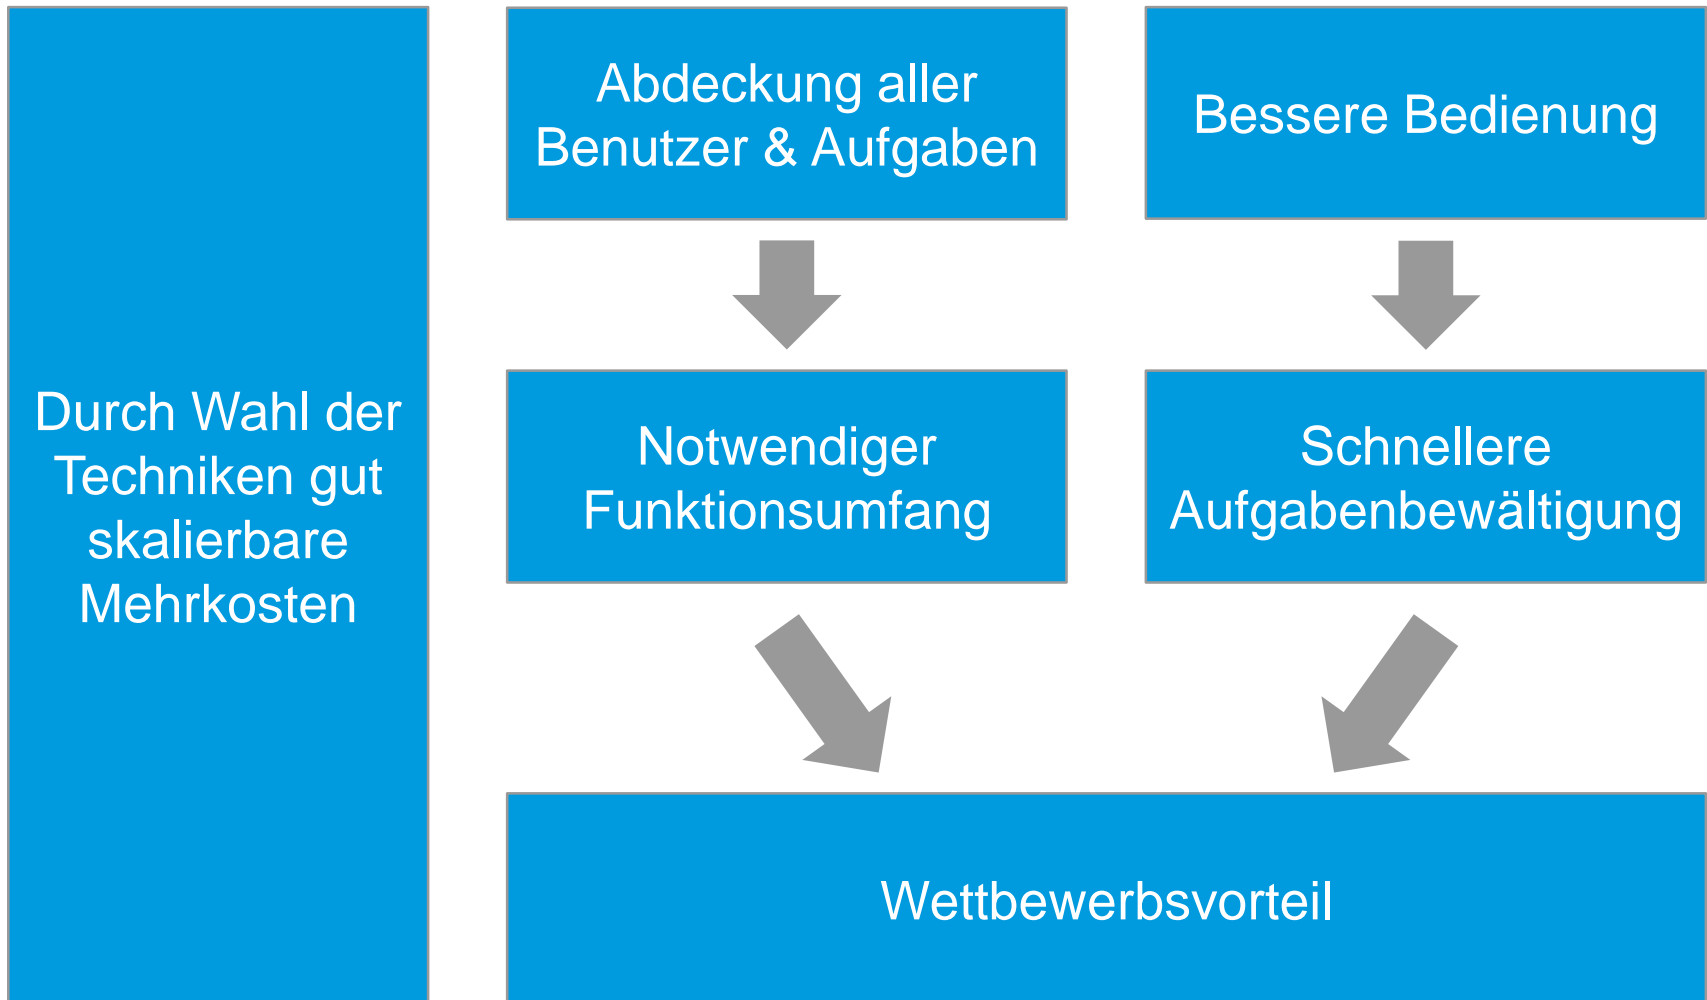 Durch Wahl der
Techniken gut
skalierbare
Mehrkosten
Abdeckung aller
Benutzer & Aufgaben
Bessere Bedienung
Notwendiger
Funktionsumfang
Schnellere
Aufgabenbewältigung
Wettbewerbsvorteil